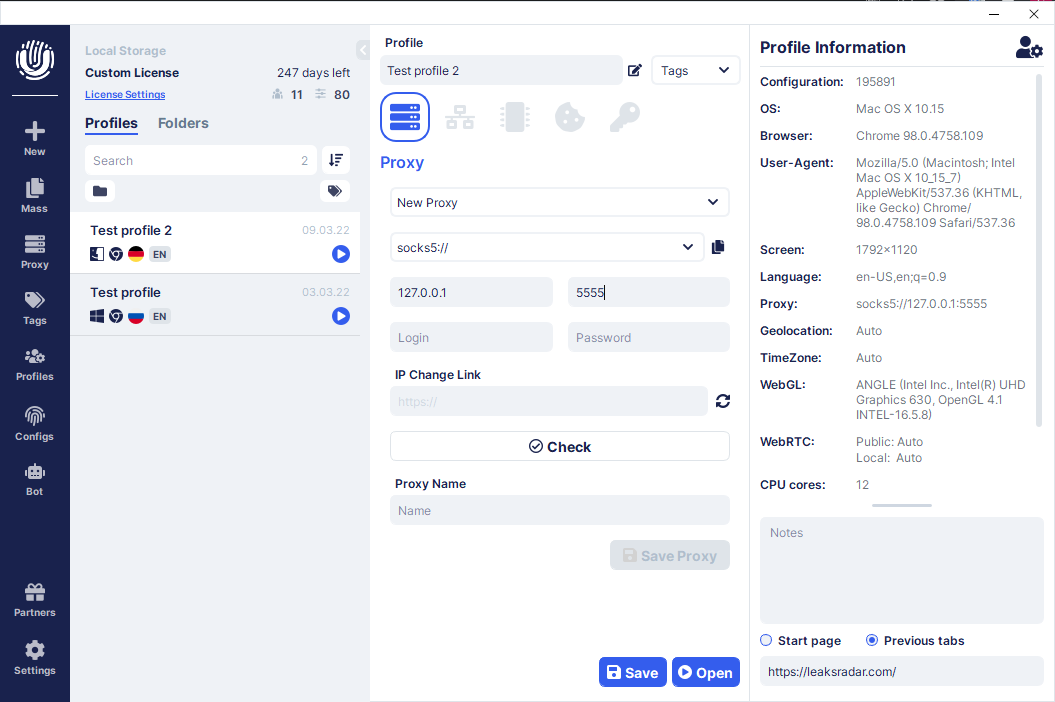 New
Mass
Proxy
Tags
Profiles
Configs
Bot
Partners
Settings
Local Storage
Custom License
247 days left
License Settings
11
80
Profiles
Folders
Search
2
Test profile 2
09.03.22
EN
Test profile
03.03.22
EN
Profile
Test profile 2
Tags
Proxy
New Proxy
socks5://
127.0.0.1
5555
Login
Password
IP Change Link
https://
Check
Proxy Name
Name
Save Proxy
Save
Open
Profile Information
Configuration: 195891
OS: Mac OS X 10.15
Browser: Chrome 98.0.4758.109
User-Agent: Mozilla/5.0 (Macintosh; Intel
Mac OS X 10_15_7)
AppleWebKit/537.36 (KHTML,
like Gecko) Chrome/
98.0.4758.109 Safari/537.36
Screen: 1792×1120
Language: en-US,en;q=0.9
Proxy: socks5://127.0.0.1:5555
Geolocation: Auto
TimeZone: Auto
WebGL: ANGLE (Intel Inc., Intel(R) UHD
Graphics 630, OpenGL 4.1
INTEL-16.5.8)
WebRTC: Public: Auto
Local: Auto
CPU cores: 12
Notes
Start page
Previous tabs
https://leaksradar.com/